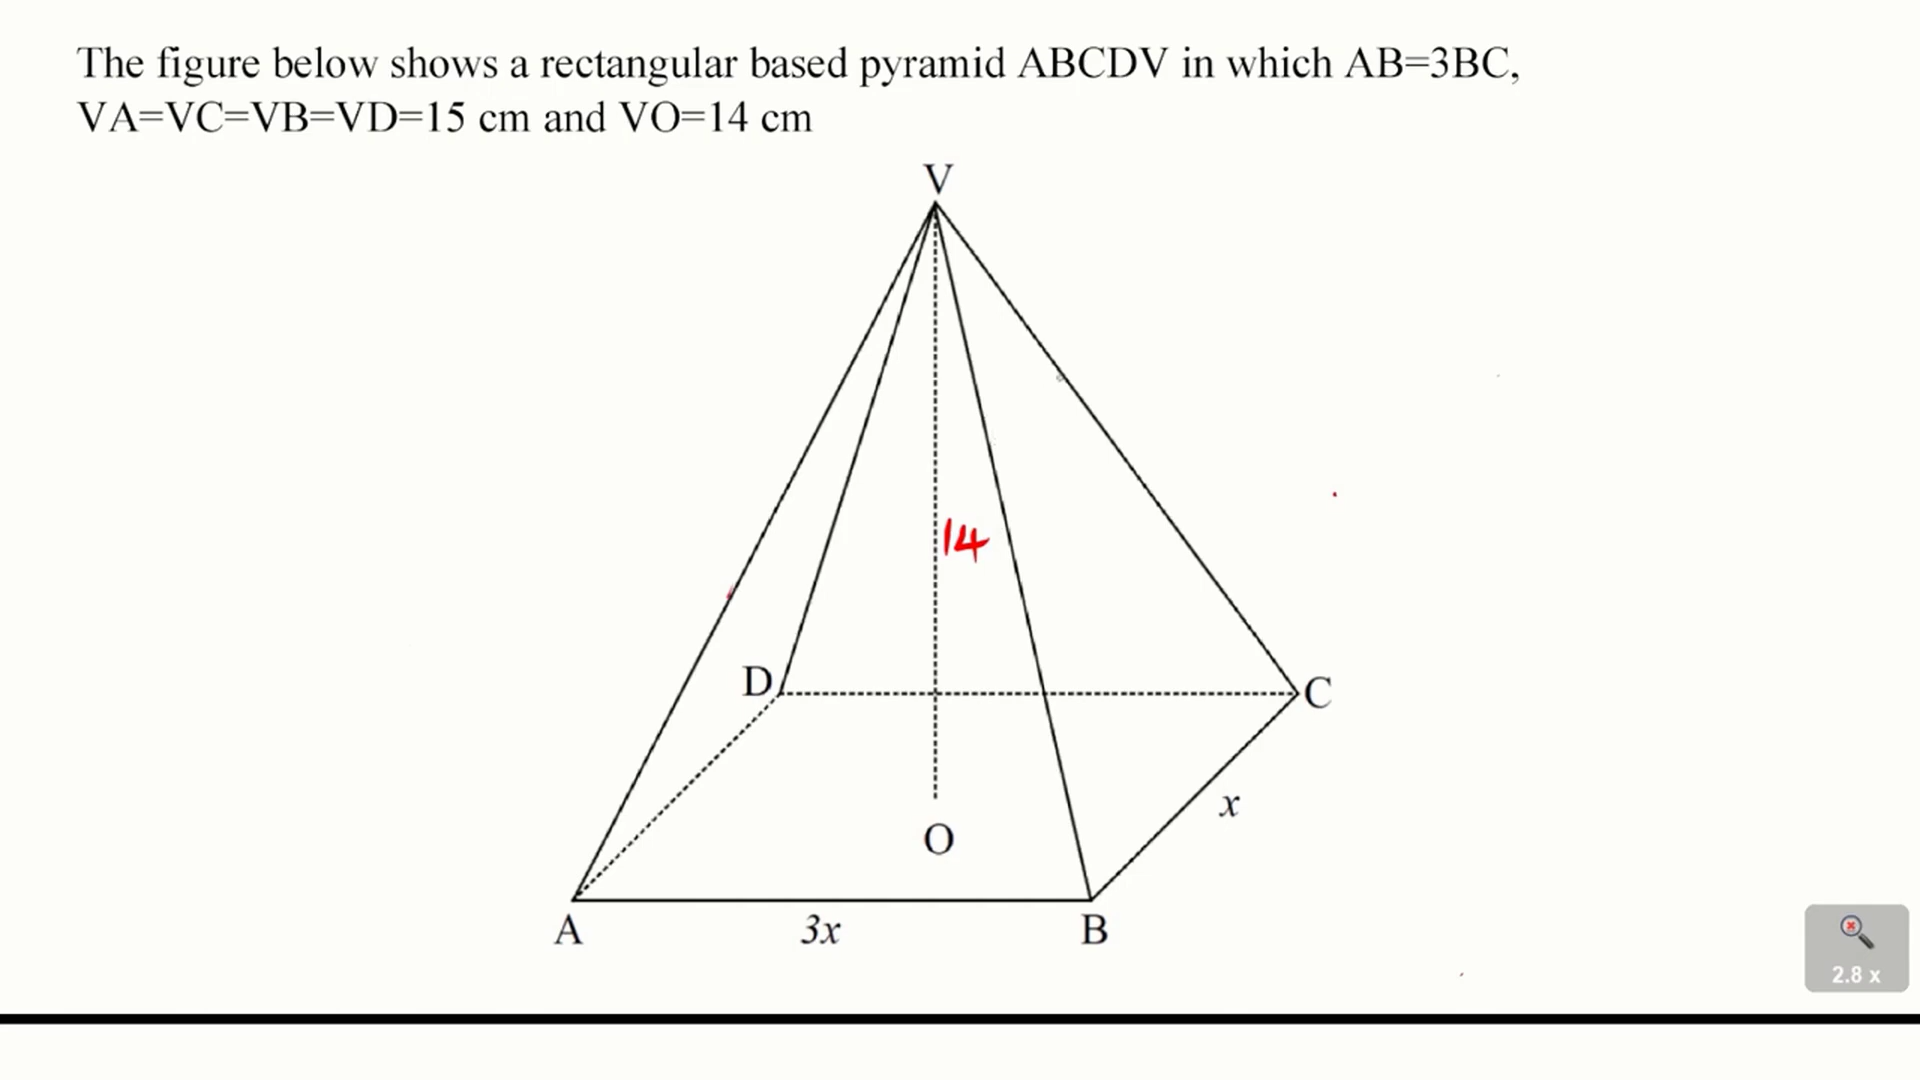 The figure below shows a rectangular based pyramid ABCDV in which AB=3BC,
VA=VC=VB=VD=15 cm and VO=14 cm
V
14
D
C
x
O
A
3x
B
2.8 x